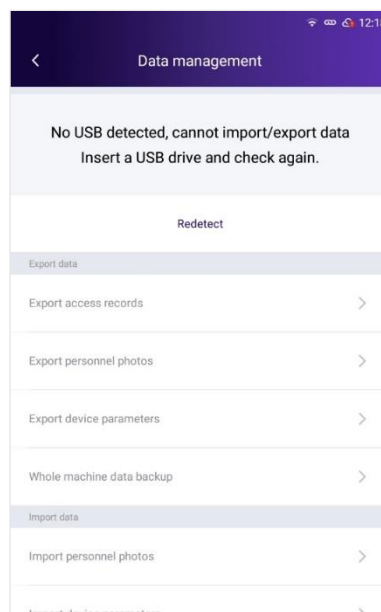 12:18
Data management
No USB detected, cannot import/export data
Insert a USB drive and check again.
Redetect
Export data
Export access records
Export personnel photos
Export device parameters
Whole machine data backup
Import data
Import personnel photos